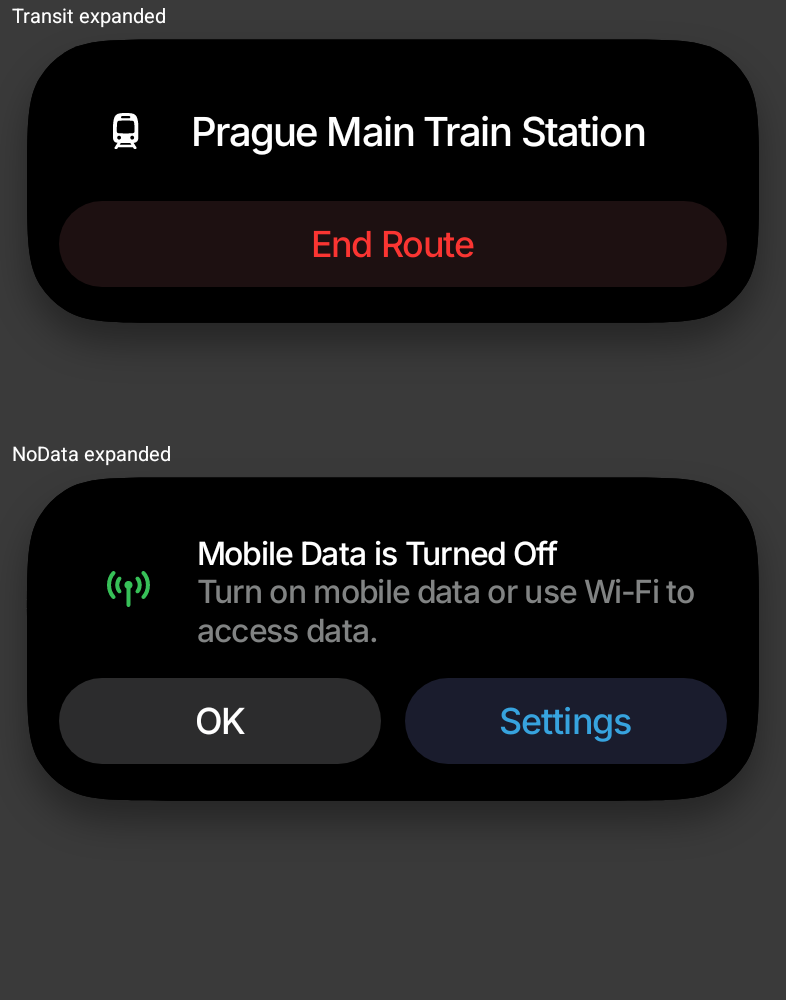 Transit expanded
Prague Main Train Station
End Route
NoData expanded
Mobile Data is Turned Off
Turn on mobile data or use Wi-Fi to
access data.
OK
Settings